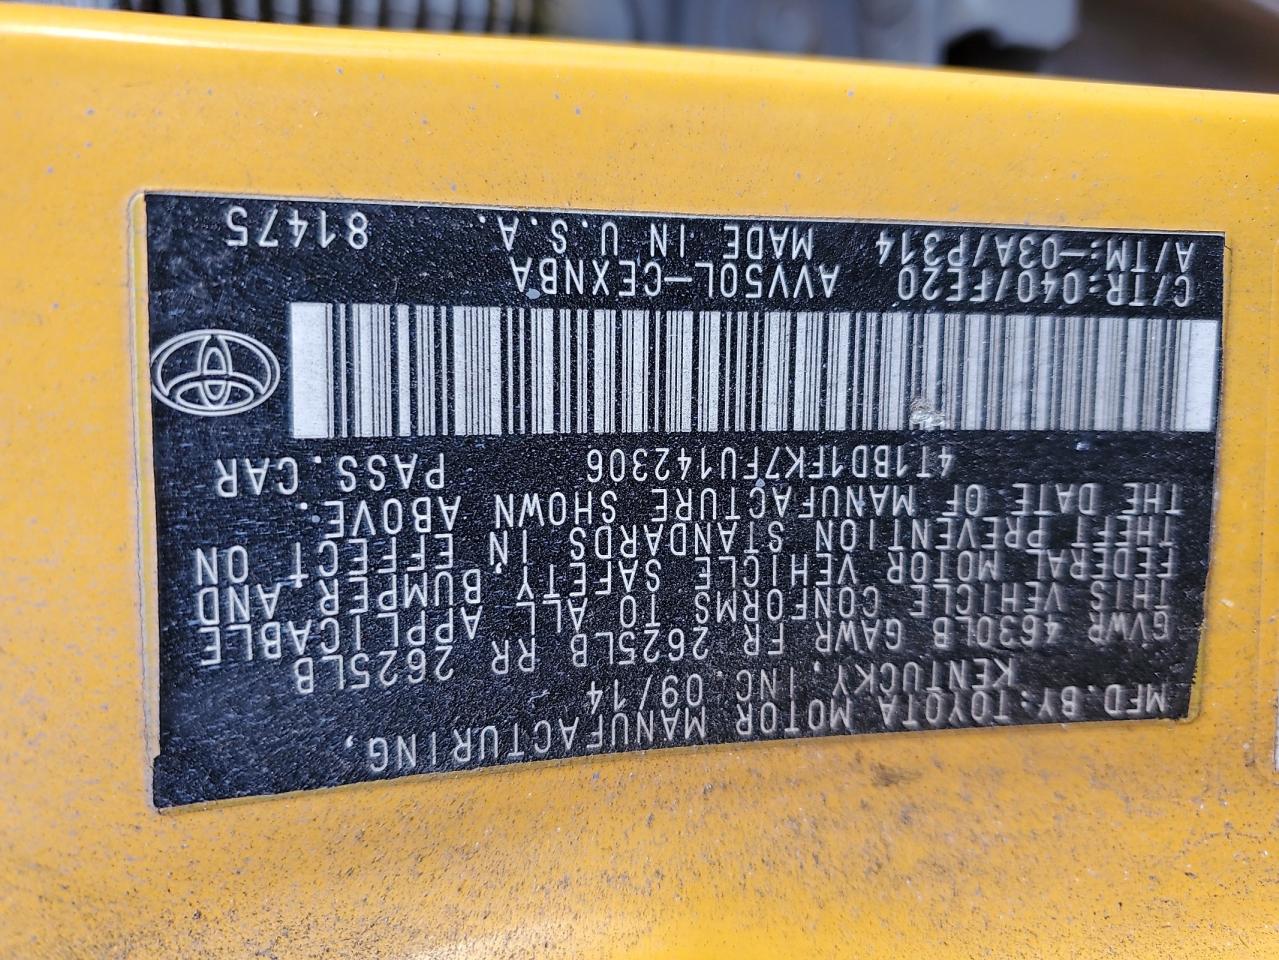 MFD. BY: TOYOTA MOTOR MANUFACTURING,
KENTUCKY, INC. 09/14
GVWR 4630LB GAWR FR 2625LB RR 2625LB
THIS VEHICLE CONFORMS TO ALL APPLICABLE
FEDERAL MOTOR VEHICLE SAFETY, BUMPER, AND
THEFT PREVENTION STANDARDS IN EFFECT ON
THE DATE OF MANUFACTURE SHOWN ABOVE.
4T1BD1FK7FU142306 PASS. CAR
C/TR: 040/FE20 AVV50L-CEXNBA
A/TM: -03A/P314 MADE IN U.S.A. 81475